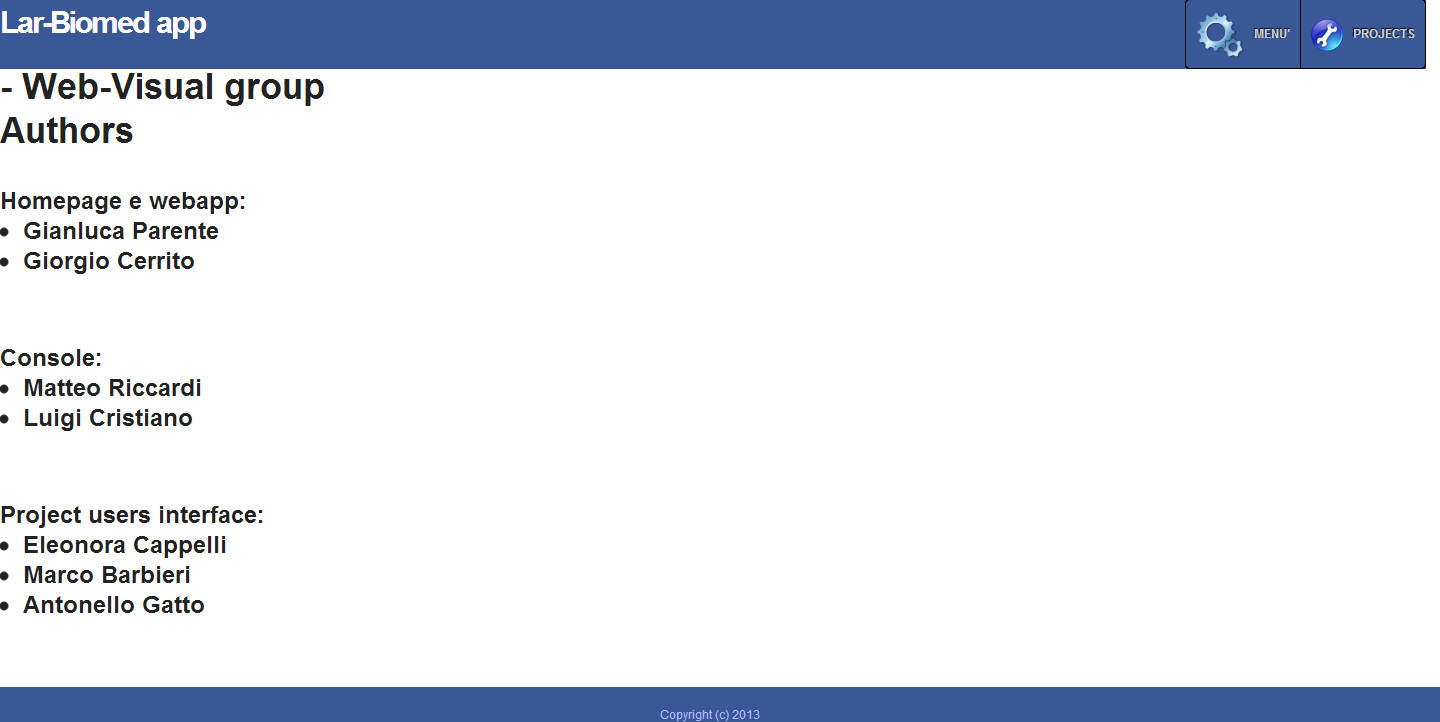 Lar-Biomed app
MENU'
PROJECTS
- Web-Visual group
Authors
Homepage e webapp:
• Gianluca Parente
• Giorgio Cerrito
Console:
• Matteo Riccardi
• Luigi Cristiano
Project users interface:
• Eleonora Cappelli
• Marco Barbieri
• Antonello Gatto
Copyright (c) 2013